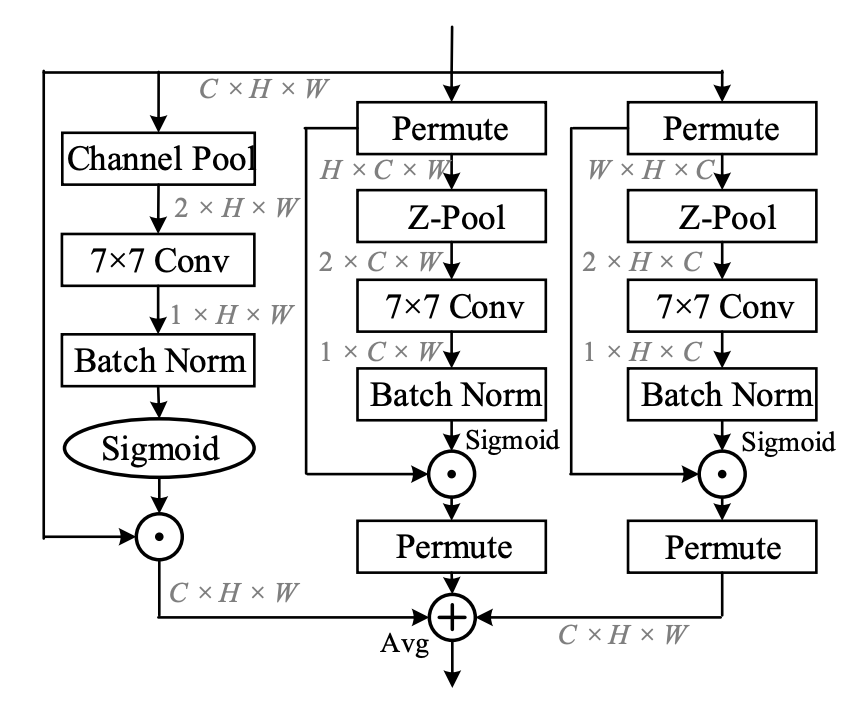 C × H × W
Channel Pool
2 × H × W
7×7 Conv
1 × H × W
Batch Norm
Sigmoid
C × H × W
Permute
H × C × W
Z-Pool
2 × C × W
7×7 Conv
1 × C × W
Batch Norm
Sigmoid
Permute
Avg
Permute
W × H × C
Z-Pool
2 × H × C
7×7 Conv
1 × H × C
Batch Norm
Sigmoid
Permute
C × H × W